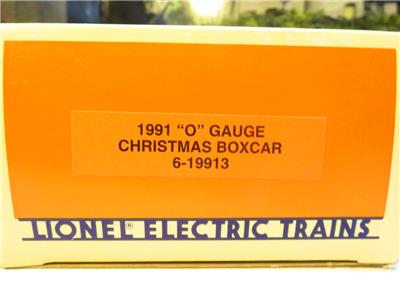 1991 “O” GAUGE
CHRISTMAS BOXCAR
6-19913
LIONEL® ELECTRIC TRAINS